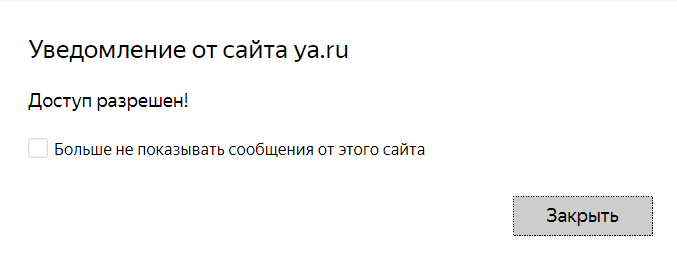 Уведомление от сайта ya.ru
Доступ разрешен!
Больше не показывать сообщения от этого сайта
Закрыть